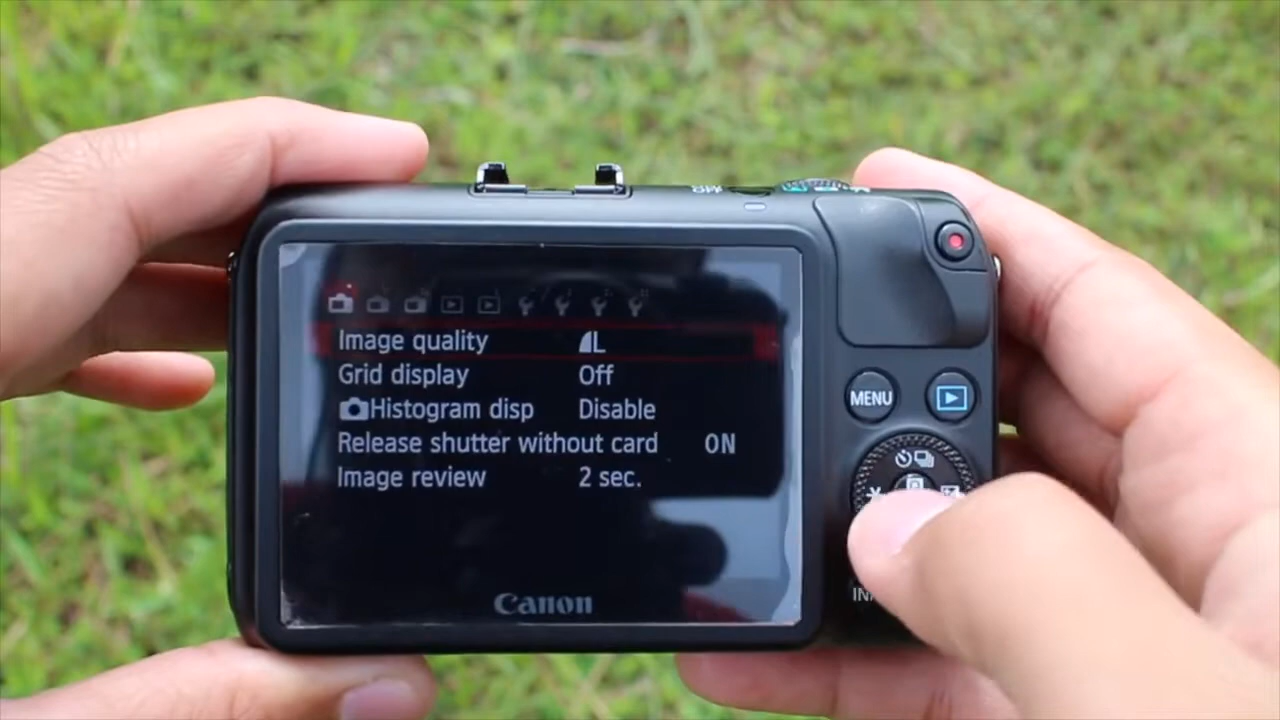 Image quality L
Grid display Off
Histogram disp Disable
Release shutter without card ON
Image review 2 sec.
MENU
Canon